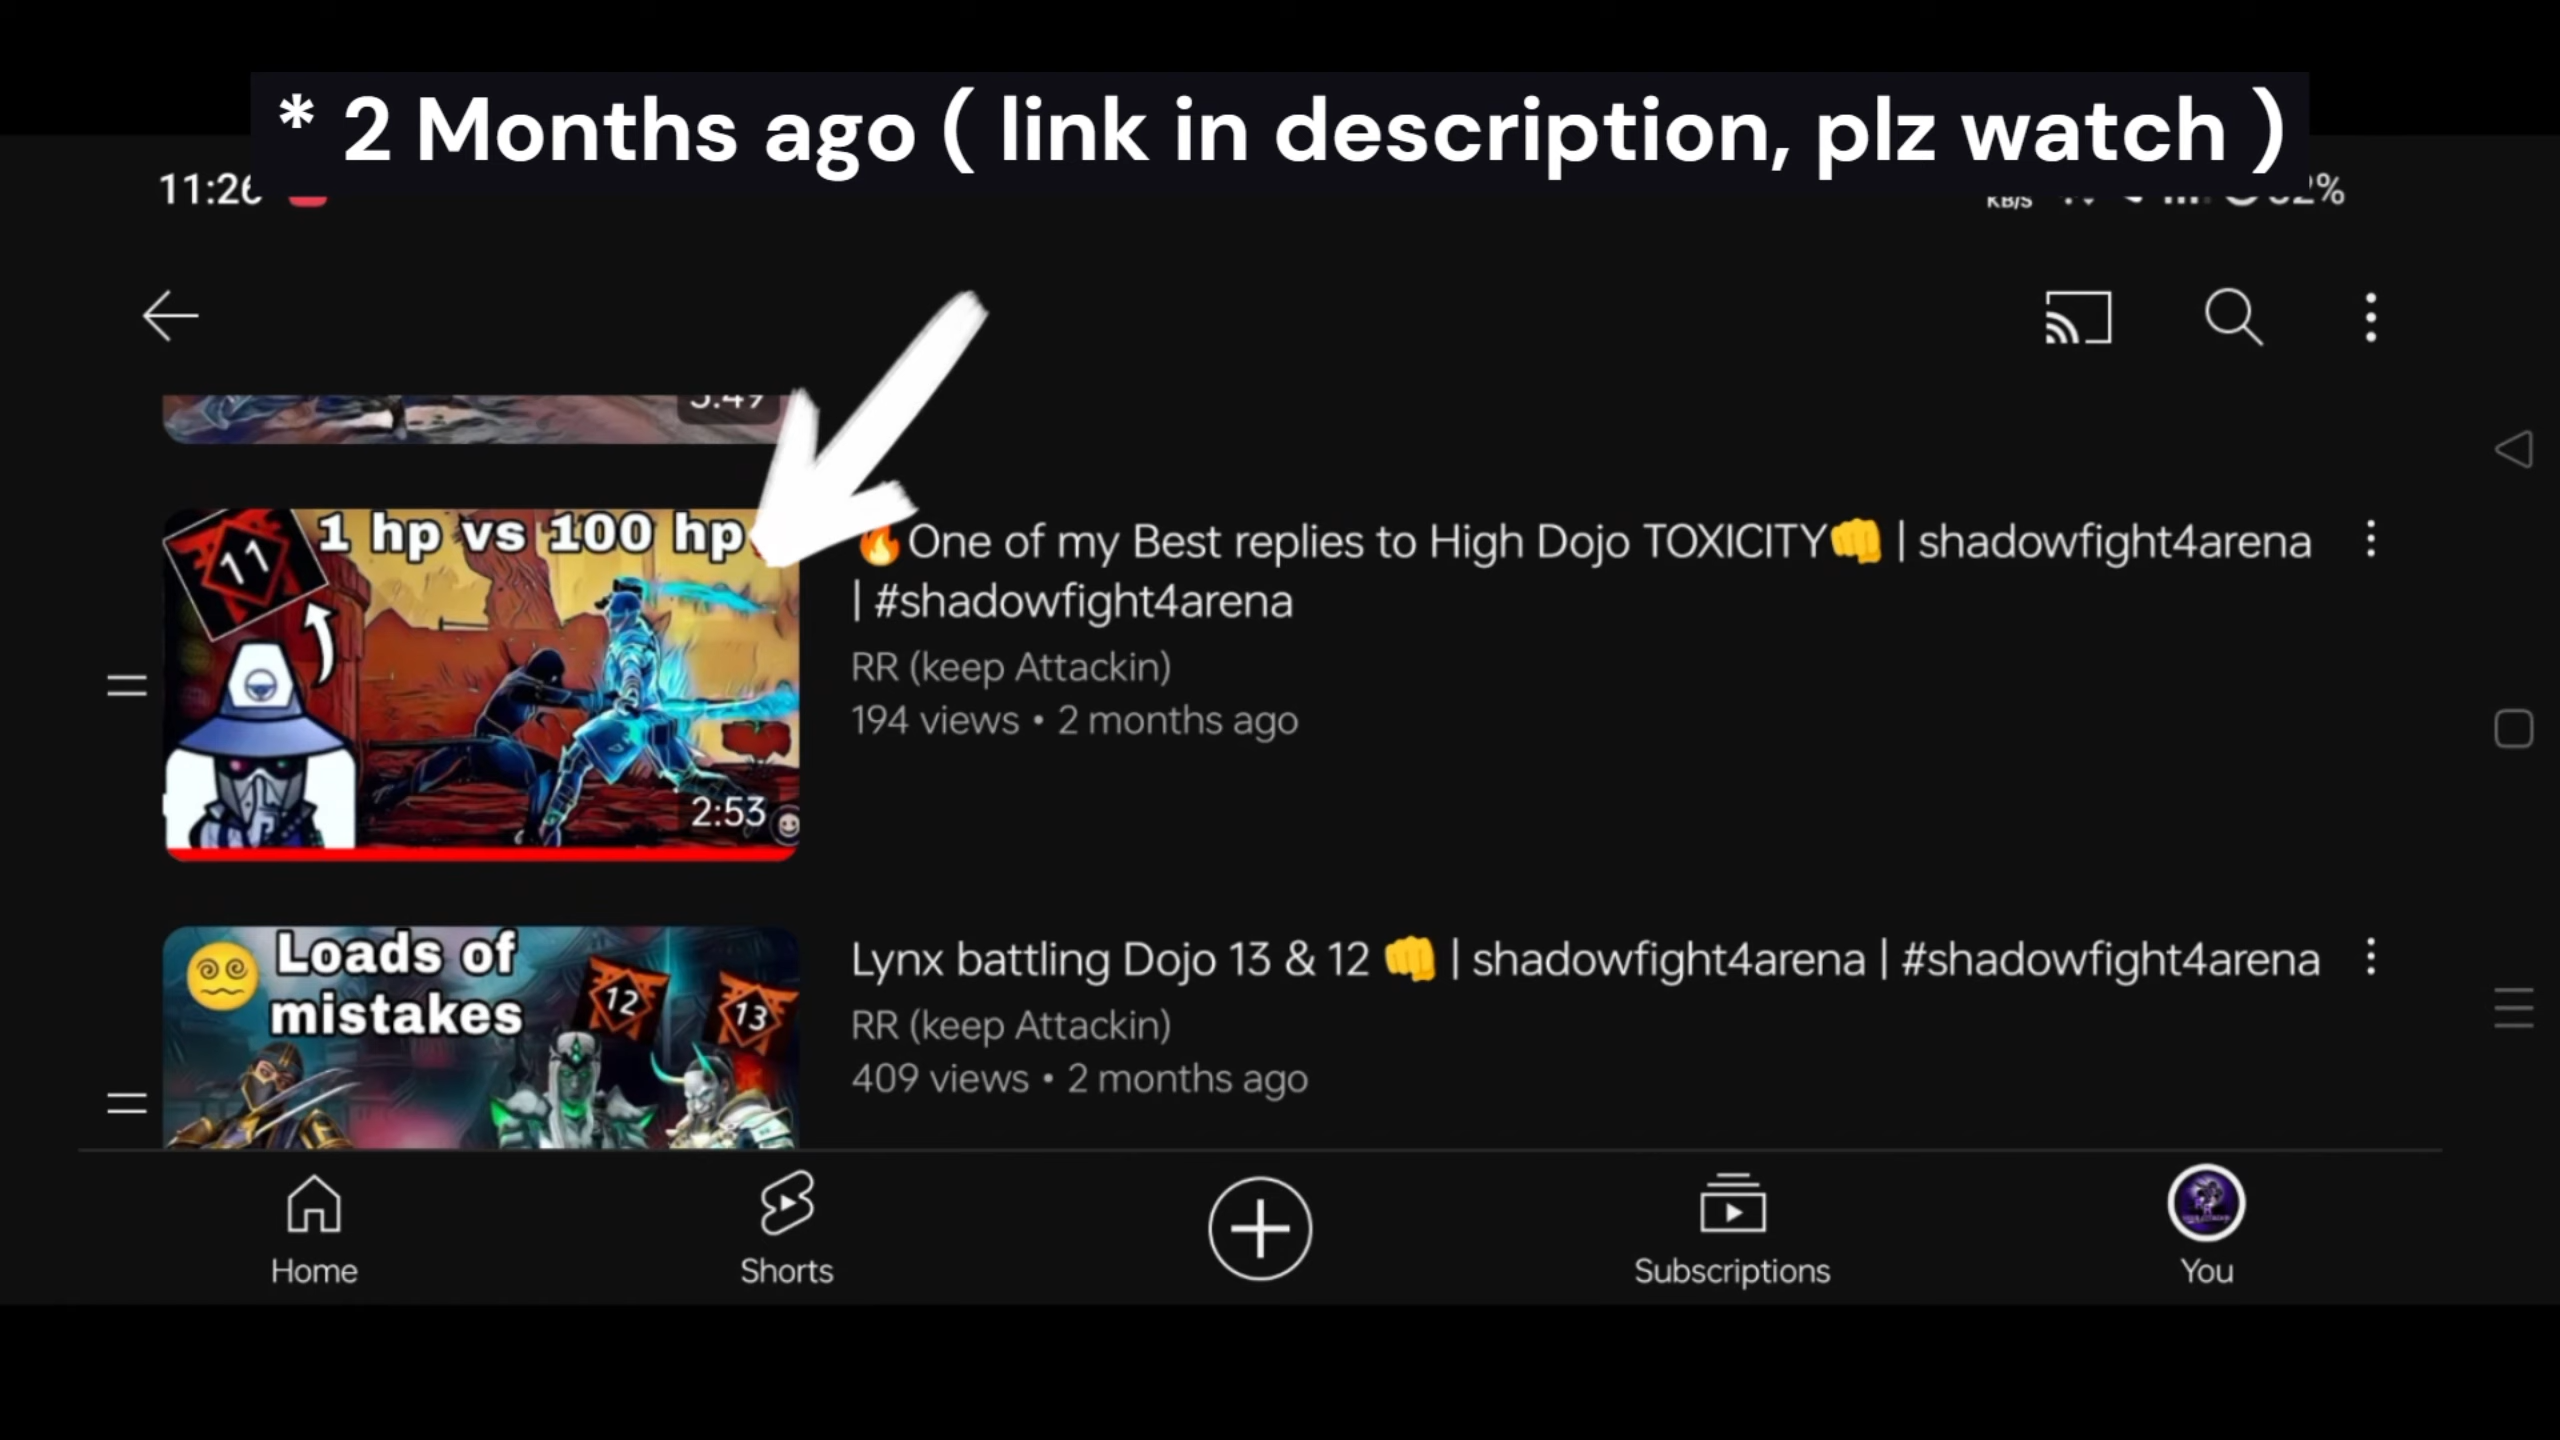 * 2 Months ago ( link in description, plz watch )
KB/S
1 hp vs 100 hp
11
2:53
🔥One of my Best replies to High Dojo TOXICITY👊 | shadowfight4arena
| #shadowfight4arena
RR (keep Attackin)
194 views • 2 months ago
Loads of
mistakes
12
13
Lynx battling Dojo 13 & 12 👊 | shadowfight4arena | #shadowfight4arena
RR (keep Attackin)
409 views • 2 months ago
Home
Shorts
Subscriptions
You